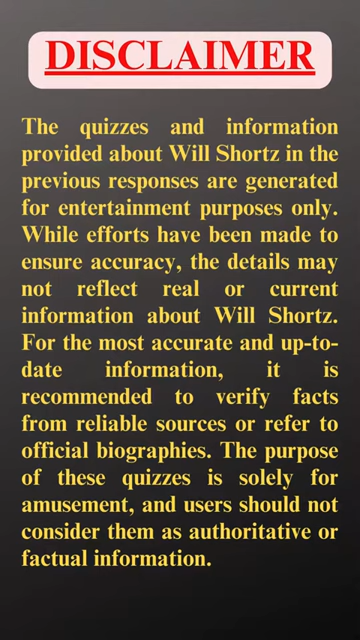 DISCLAIMER
The quizzes and information
provided about Will Shortz in the
previous responses are generated
for entertainment purposes only.
While efforts have been made to
ensure accuracy, the details may
not reflect real or current
information about Will Shortz.
For the most accurate and up-to-
date information, it is
recommended to verify facts
from reliable sources or refer to
official biographies. The purpose
of these quizzes is solely for
amusement, and users should not
consider them as authoritative or
factual information.